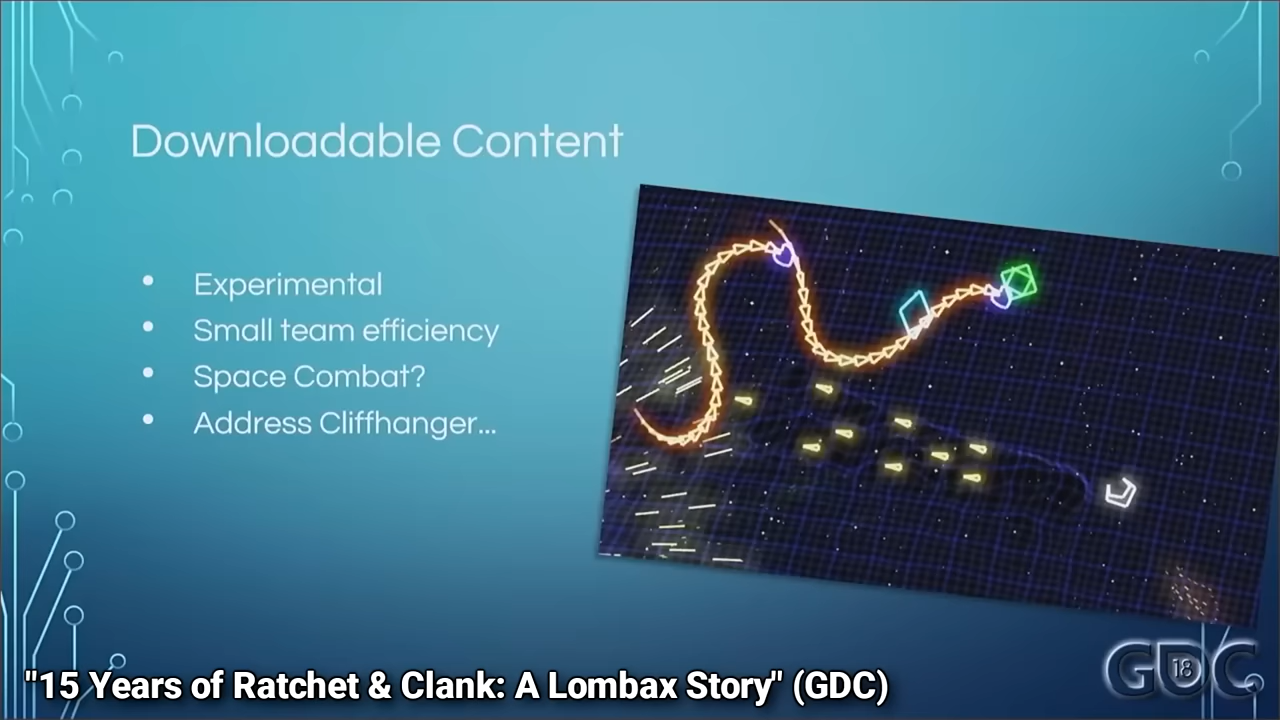 Downloadable Content
• Experimental
• Small team efficiency
• Space Combat?
• Address Cliffhanger...
"15 Years of Ratchet & Clank: A Lombax Story" (GDC)
GDC 18